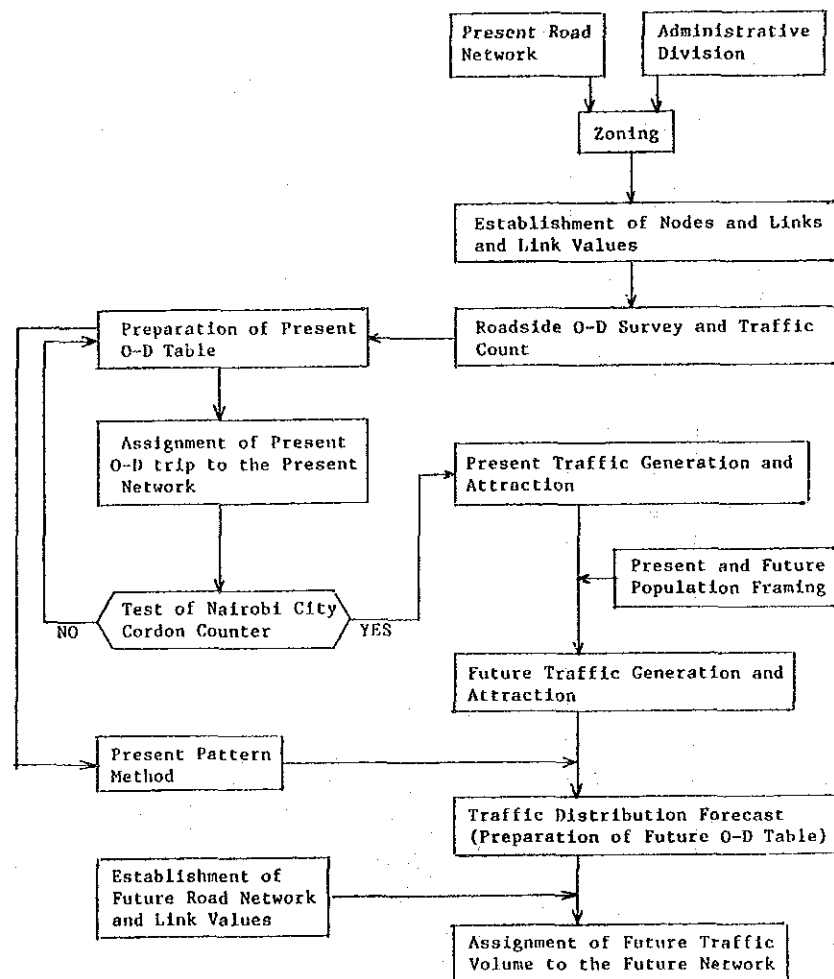 Present Road
Network
Administrative
Division
Zoning
Establishment of Nodes and Links
and Link Values
Preparation of Present
O-D Table
Roadside O-D Survey and Traffic
Count
Assignment of Present
O-D trip to the Present
Network
Present Traffic Generation and
Attraction
Present and Future
Population Framing
Test of Nairobi City
Cordon Counter
NO
YES
Future Traffic Generation and
Attraction
Present Pattern
Method
Traffic Distribution Forecast
(Preparation of Future O-D Table)
Establishment of
Future Road Network
and Link Values
Assignment of Future Traffic
Volume to the Future Network